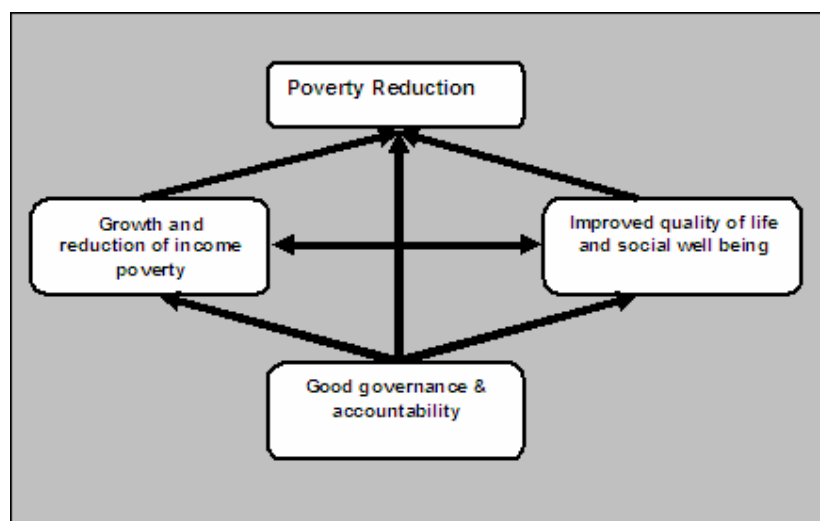 Poverty Reduction
Growth and
reduction of income
poverty
Improved quality of life
and social well being
Good governance &
accountability